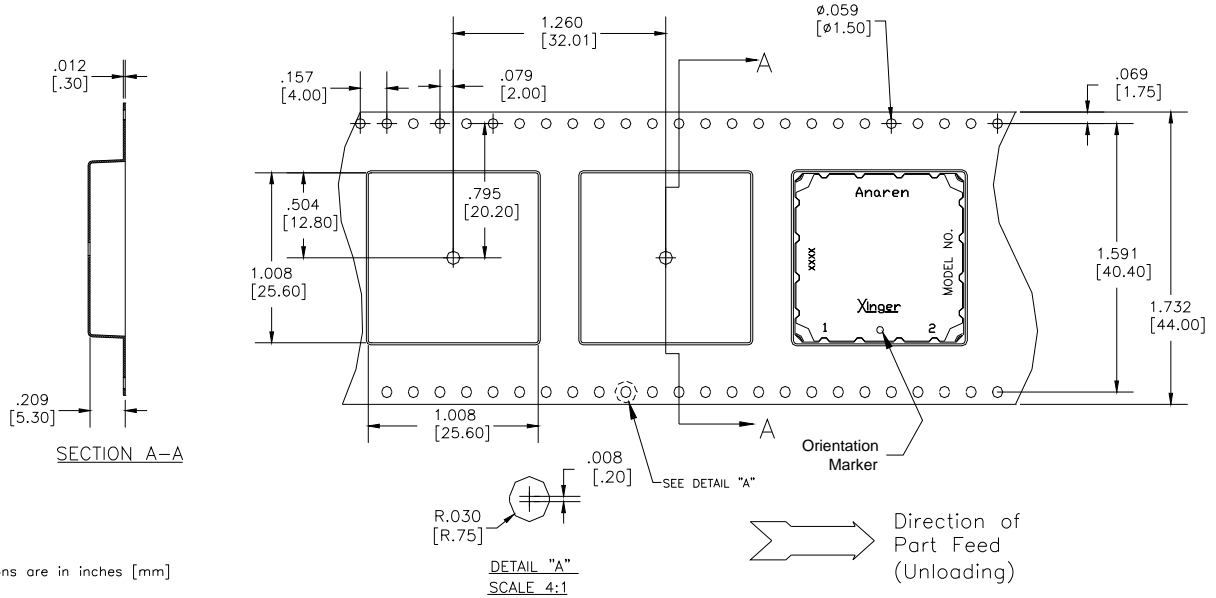 1.260
[32.01]
ø.059
[ø1.50]
.012
[.30]
.157
[4.00]
.079
[2.00]
A
.069
[1.75]
.504
[12.80]
.795
[20.20]
Anaren
xxxx
MODEL NO.
Xinger
1
2
1.008
[25.60]
1.591
[40.40]
1.732
[44.00]
.209
[5.30]
SECTION A-A
1.008
[25.60]
A
Orientation
Marker
.008
[.20]
SEE DETAIL "A"
R.030
[R.75]
DETAIL "A"
SCALE 4:1
Direction of
Part Feed
(Unloading)
ns are in inches [mm]